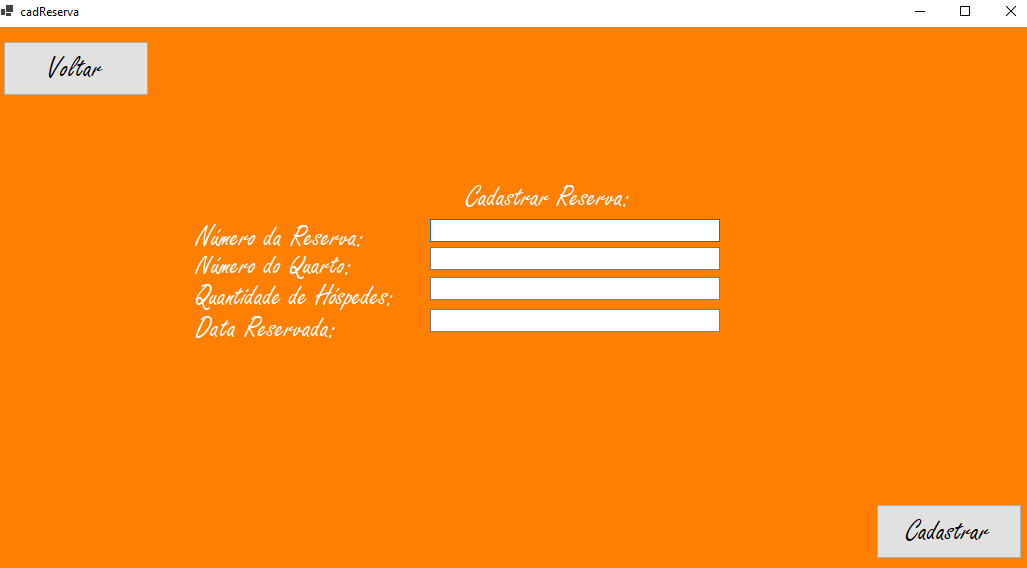 cadReserva
Voltar
Cadastrar Reserva:
Número da Reserva:
Número do Quarto:
Quantidade de Hóspedes:
Data Reservada:
Cadastrar